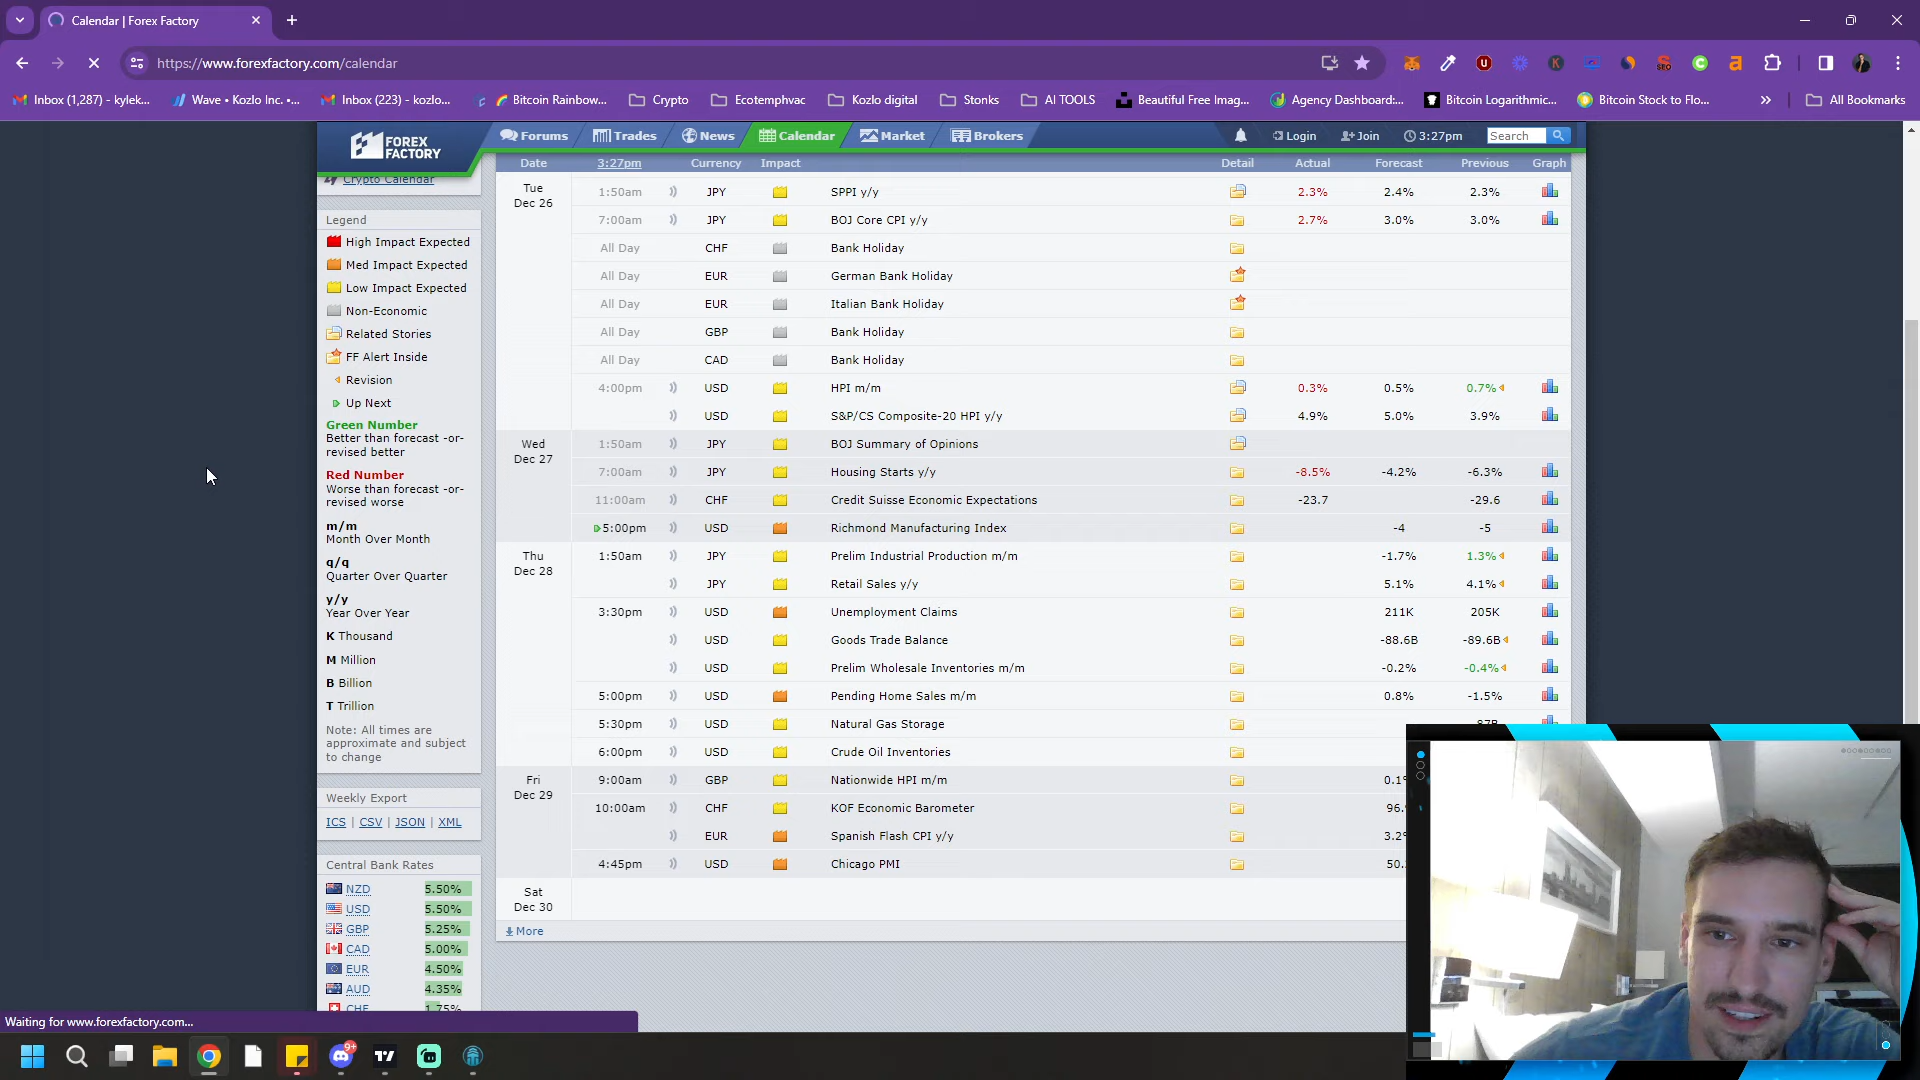 Calendar | Forex Factory
https://www.forexfactory.com/calendar
Inbox (1,287) - kylek...
Wave • Kozlo Inc. •...
Inbox (223) - kozlo...
Bitcoin Rainbow...
Crypto
Ecotemphvac
Kozlo digital
Stonks
AI TOOLS
Beautiful Free Imag...
Agency Dashboard:...
Bitcoin Logarithmic...
Bitcoin Stock to Flo...
All Bookmarks
FOREX FACTORY
Forums
Trades
News
Calendar
Market
Brokers
Login
Join
3:27pm
Search
Date 3:27pm Currency Impact Detail Actual Forecast Previous Graph
Crypto Calendar
Legend
High Impact Expected
Med Impact Expected
Low Impact Expected
Non-Economic
Related Stories
FF Alert Inside
Revision
Up Next
Green Number
Better than forecast -or-
revised better
Red Number
Worse than forecast -or-
revised worse
m/m
Month Over Month
q/q
Quarter Over Quarter
y/y
Year Over Year
K Thousand
M Million
B Billion
T Trillion
Note: All times are
approximate and subject
to change
Weekly Export
ICS | CSV | JSON | XML
Central Bank Rates
NZD 5.50%
USD 5.50%
GBP 5.25%
CAD 5.00%
EUR 4.50%
AUD 4.35%
CHF 1.75%
Tue
Dec 26
1:50am JPY SPPI y/y 2.3% 2.4% 2.3%
7:00am JPY BOJ Core CPI y/y 2.7% 3.0% 3.0%
All Day CHF Bank Holiday
All Day EUR German Bank Holiday
All Day EUR Italian Bank Holiday
All Day GBP Bank Holiday
All Day CAD Bank Holiday
4:00pm USD HPI m/m 0.3% 0.5% 0.7%
USD S&P/CS Composite-20 HPI y/y 4.9% 5.0% 3.9%
Wed
Dec 27
1:50am JPY BOJ Summary of Opinions
7:00am JPY Housing Starts y/y -8.5% -4.2% -6.3%
11:00am CHF Credit Suisse Economic Expectations -23.7 -29.6
5:00pm USD Richmond Manufacturing Index -4 -5
Thu
Dec 28
1:50am JPY Prelim Industrial Production m/m -1.7% 1.3%
JPY Retail Sales y/y 5.1% 4.1%
3:30pm USD Unemployment Claims 211K 205K
USD Goods Trade Balance -88.6B -89.6B
USD Prelim Wholesale Inventories m/m -0.2% -0.4%
5:00pm USD Pending Home Sales m/m 0.8% -1.5%
5:30pm USD Natural Gas Storage
6:00pm USD Crude Oil Inventories
Fri
Dec 29
9:00am GBP Nationwide HPI m/m 0.1%
10:00am CHF KOF Economic Barometer 96.
EUR Spanish Flash CPI y/y 3.2
4:45pm USD Chicago PMI 50.
Sat
Dec 30
More
Waiting for www.forexfactory.com...
9+